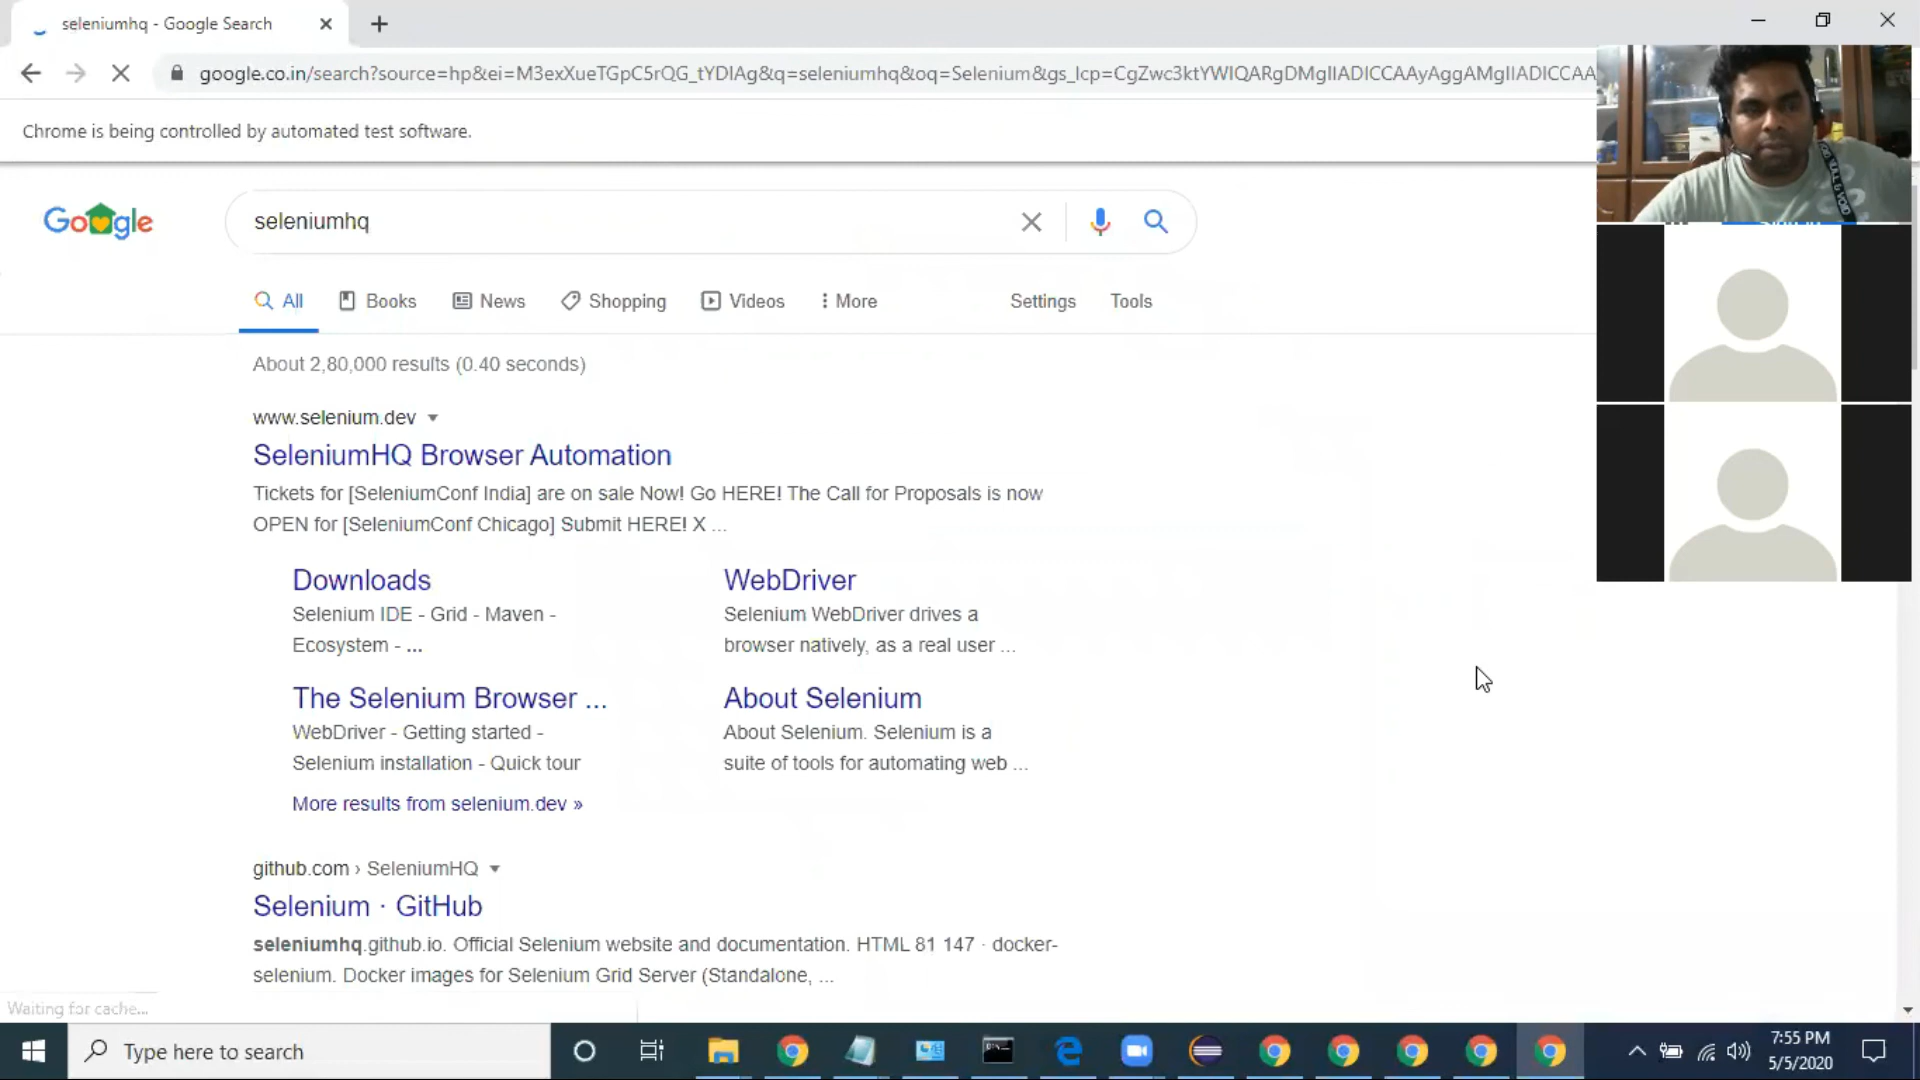 seleniumhq - Google Search
google.co.in/search?source=hp&ei=M3exXueTGpC5rQG_tYDIAg&q=seleniumhq&oq=Selenium&gs_lcp=CgZwc3ktYWIQARgDMgIIADICCAAyAggAMgIIADICCAA
Chrome is being controlled by automated test software.
Google
seleniumhq
All Books News Shopping Videos More Settings Tools
About 2,80,000 results (0.40 seconds)
www.selenium.dev
SeleniumHQ Browser Automation
Tickets for [SeleniumConf India] are on sale Now! Go HERE! The Call for Proposals is now
OPEN for [SeleniumConf Chicago] Submit HERE! X ...
Downloads
Selenium IDE - Grid - Maven -
Ecosystem - ...
WebDriver
Selenium WebDriver drives a
browser natively, as a real user ...
The Selenium Browser ...
WebDriver - Getting started -
Selenium installation - Quick tour
About Selenium
About Selenium. Selenium is a
suite of tools for automating web ...
More results from selenium.dev »
github.com › SeleniumHQ
Selenium · GitHub
seleniumhq.github.io. Official Selenium website and documentation. HTML 81 147 · docker-
selenium. Docker images for Selenium Grid Server (Standalone, ...
Waiting for cache...
Type here to search
7:55 PM
5/5/2020